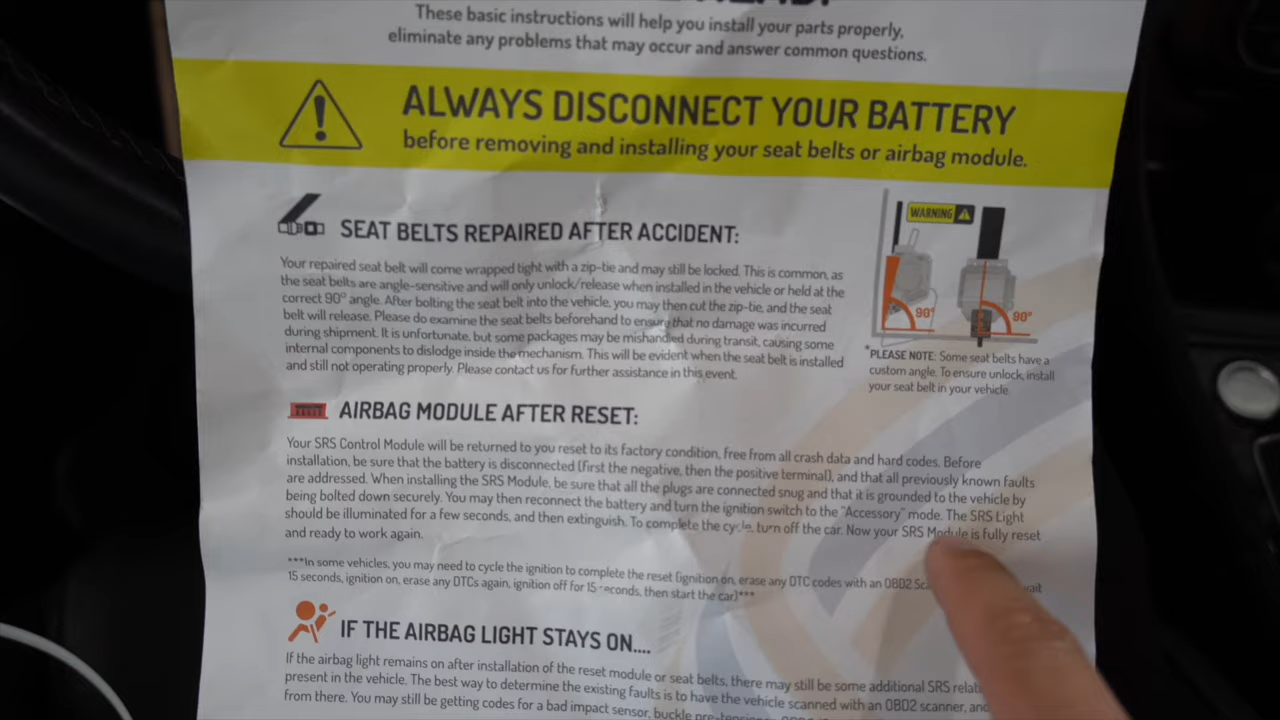 These basic instructions will help you install your parts properly,
eliminate any problems that may occur and answer common questions.
ALWAYS DISCONNECT YOUR BATTERY
before removing and installing your seat belts or airbag module.
SEAT BELTS REPAIRED AFTER ACCIDENT:
Your repaired seat belt will come wrapped tight with a zip-tie and may still be locked. This is common, as
the seat belts are angle-sensitive and will only unlock/release when installed in the vehicle or held at the
correct 90° angle. After bolting the seat belt into the vehicle, you may then cut the zip-tie, and the seat
belt will release. Please do examine the seat belts beforehand to ensure that no damage was incurred
during shipment. It is unfortunate, but some packages may be mishandled during transit, causing some
internal components to dislodge inside the mechanism. This will be evident when the seat belt is installed
and still not operating properly. Please contact us for further assistance in this event.
WARNING
90°
90°
*PLEASE NOTE: Some seat belts have a
custom angle. To ensure unlock, install
your seat belt in your vehicle.
AIRBAG MODULE AFTER RESET:
Your SRS Control Module will be returned to you reset to its factory condition, free from all crash data and hard codes. Before
installation, be sure that the battery is disconnected (first the negative, then the positive terminal), and that all previously known faults
are addressed. When installing the SRS Module, be sure that all the plugs are connected snug and that it is grounded to the vehicle by
being bolted down securely. You may then reconnect the battery and turn the ignition switch to the "Accessory" mode. The SRS Light
should be illuminated for a few seconds, and then extinguish. To complete the cycle, turn off the car. Now your SRS Module is fully reset
and ready to work again.
***In some vehicles, you may need to cycle the ignition to complete the reset (ignition on, erase any DTC codes with an OBD2
15 seconds, ignition on, erase any DTCs again, ignition off for 15 seconds, then start the car)***
IF THE AIRBAG LIGHT STAYS ON....
If the airbag light remains on after installation of the reset module or seat belts, there may still be some additional SRS
present in the vehicle. The best way to determine the existing faults is to have the vehicle scanned with an OBD2 scanner, and
from there. You may still be getting codes for a bad impact sensor, buckle